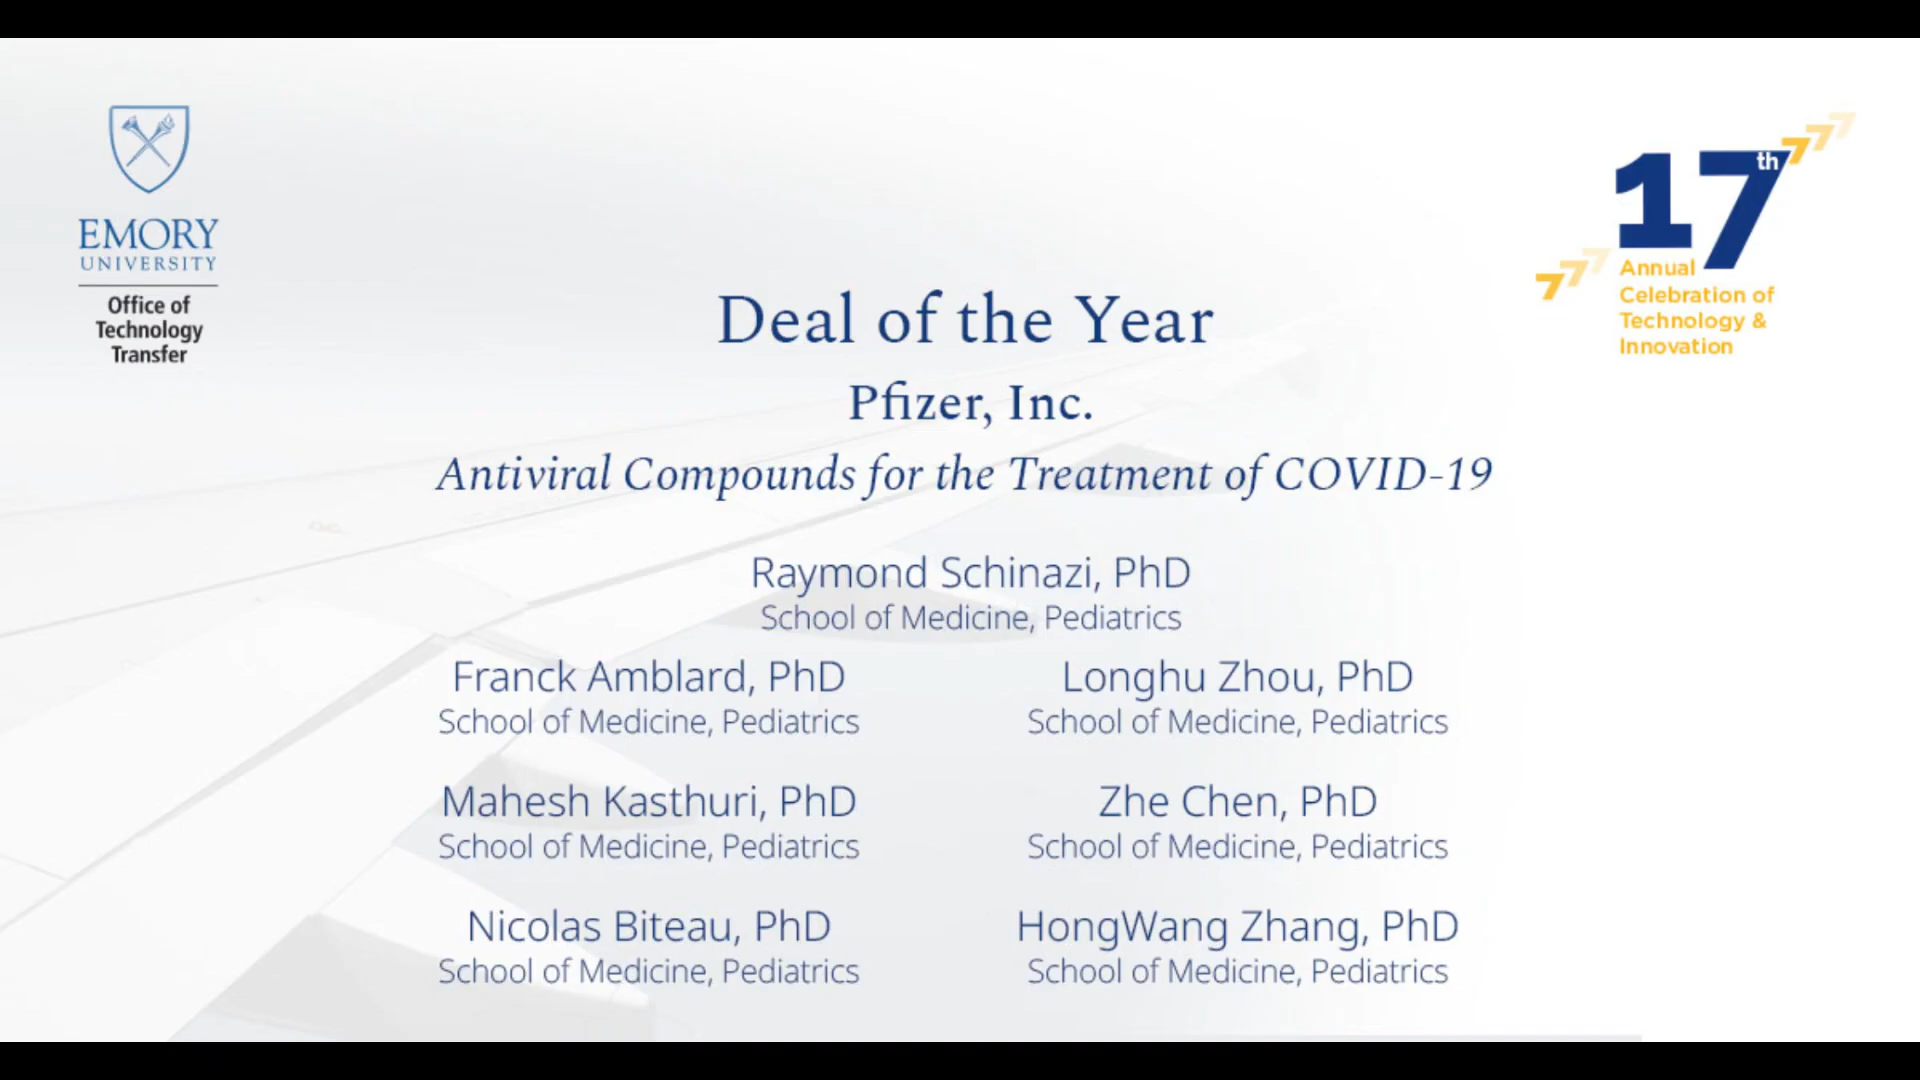 EMORY
UNIVERSITY
Office of
Technology
Transfer
17th
Annual
Celebration of
Technology &
Innovation
Deal of the Year
Pfizer, Inc.
Antiviral Compounds for the Treatment of COVID-19
Raymond Schinazi, PhD
School of Medicine, Pediatrics
Franck Amblard, PhD
School of Medicine, Pediatrics
Longhu Zhou, PhD
School of Medicine, Pediatrics
Mahesh Kasthuri, PhD
School of Medicine, Pediatrics
Zhe Chen, PhD
School of Medicine, Pediatrics
Nicolas Biteau, PhD
School of Medicine, Pediatrics
HongWang Zhang, PhD
School of Medicine, Pediatrics